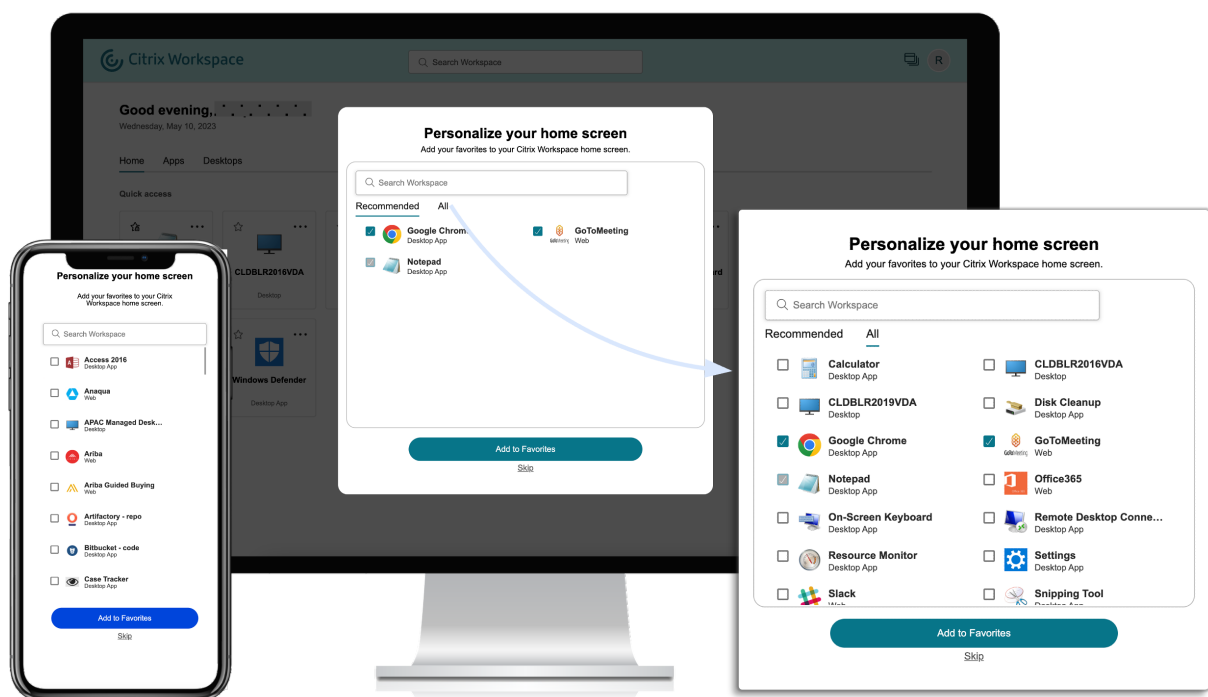 Citrix Workspace
Search Workspace
R
Good evening,
Wednesday, May 10, 2023
Home Apps Desktops
Quick access
CLDBLR2016VDA
Desktop
rd
Windows Defender
Desktop App
Personalize your home screen
Add your favorites to your Citrix Workspace home screen.
Search Workspace
Recommended All
Google Chrom
Desktop App
GoToMeeting
GoToMeeting
Web
Notepad
Desktop App
Add to Favorites
Skip
Personalize your home screen
Add your favorites to your Citrix
Workspace home screen.
Search Workspace
Access 2016
Desktop App
Anaqua
Web
APAC Managed Desk...
Desktop
Ariba
Web
Ariba Guided Buying
Web
Artifactory - repo
Desktop App
Bitbucket - code
Desktop App
Case Tracker
Desktop App
Add to Favorites
Skip
Personalize your home screen
Add your favorites to your Citrix Workspace home screen.
Search Workspace
Recommended All
Calculator
Desktop App
CLDBLR2016VDA
Desktop
CLDBLR2019VDA
Desktop
Disk Cleanup
Desktop App
Google Chrome
Desktop App
GoToMeeting
GoToMeeting
Web
Notepad
Desktop App
Office365
Web
On-Screen Keyboard
Desktop App
Remote Desktop Conne...
Desktop App
Resource Monitor
Desktop App
Settings
Desktop App
Slack
Web
Snipping Tool
Desktop App
Add to Favorites
Skip